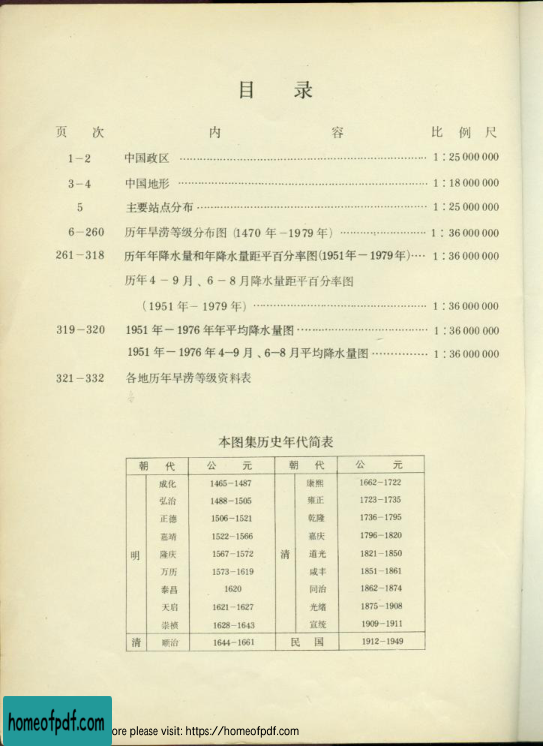 目 录
页 次 内 容 比 例 尺
1-2 中国政区 1:25 000 000
3-4 中国地形 1:18 000 000
5 主要站点分布 1:25 000 000
6-260 历年旱涝等级分布图 (1470 年-1979 年) 1:36 000 000
261-318 历年年降水量和年降水量距平百分率图(1951年-1979年) 1:36 000 000
历年 4-9 月、6-8 月降水量距平百分率图
(1951 年-1979 年) 1:36 000 000
319-320 1951 年-1976 年年平均降水量图 1:36 000 000
1951 年-1976 年 4-9 月、6-8 月平均降水量图 1:36 000 000
321-332 各地历年旱涝等级资料表
本图集历史年代简表
朝 代 公 元 朝 代 公 元
成化 1465-1487 康熙 1662-1722
弘治 1488-1505 雍正 1723-1735
正德 1506-1521 乾隆 1736-1795
嘉靖 1522-1566 嘉庆 1796-1820
明 隆庆 1567-1572 清 道光 1821-1850
万历 1573-1619 咸丰 1851-1861
泰昌 1620 同治 1862-1874
天启 1621-1627 光绪 1875-1908
崇祯 1628-1643 宣统 1909-1911
清 顺治 1644-1661 民 国 1912-1949
homeofpdf.com
ore please visit: https://homeofpdf.com